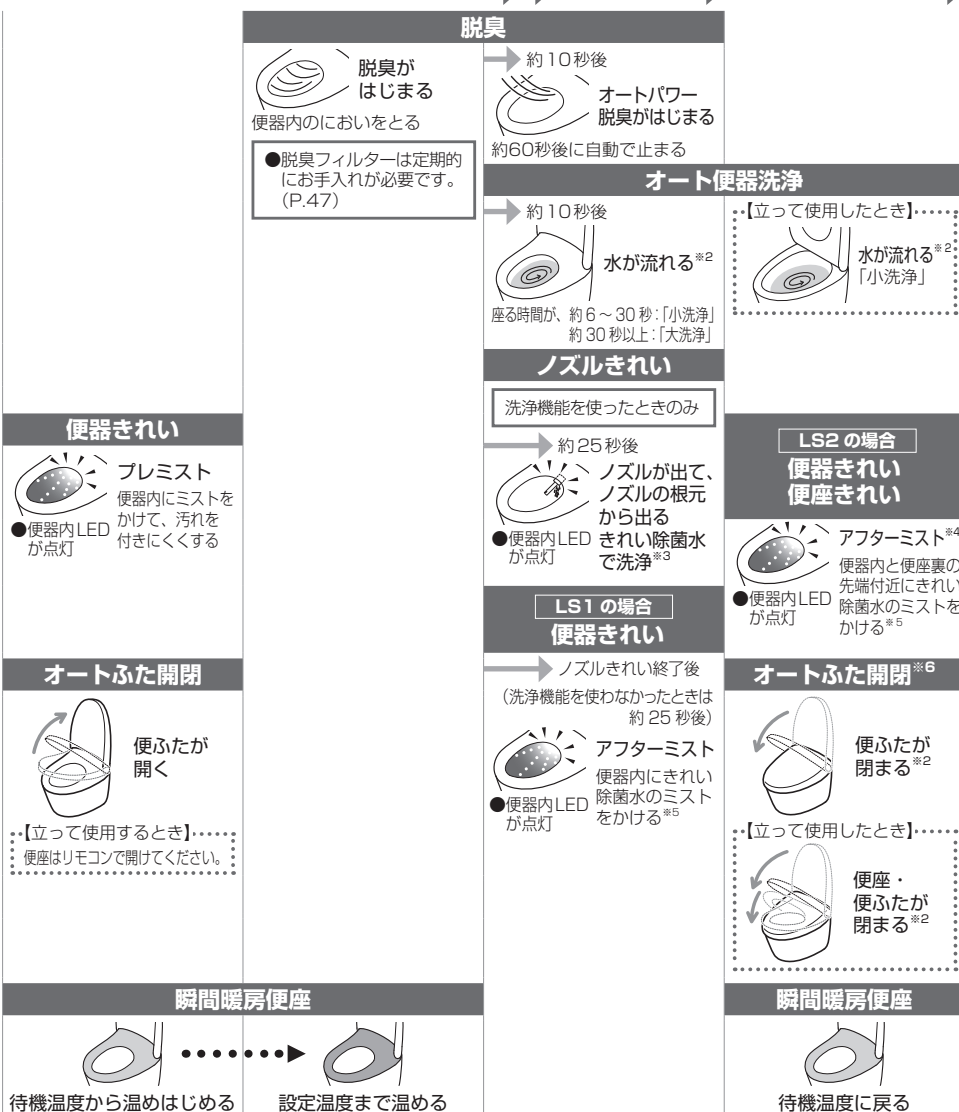 脱臭
脱臭が
はじまる
便器内のにおいをとる
●脱臭フィルターは定期的
にお手入れが必要です。
（P.47）
約10秒後
オートパワー
脱臭がはじまる
約60秒後に自動で止まる
オート便器洗浄
約10秒後
水が流れる※2
座る時間が、約6～30秒：「小洗浄」
約30秒以上：「大洗浄」
【立って使用したとき】
水が流れる※2
「小洗浄」
ノズルきれい
洗浄機能を使ったときのみ
約25秒後
ノズルが出て、
ノズルの根元
から出る
きれい除菌水
で洗浄※3
●便器内LED
が点灯
便器きれい
プレミスト
便器内にミストを
かけて、汚れを
付きにくくする
●便器内LED
が点灯
LS2の場合
便器きれい
便座きれい
アフターミスト※4
便器内と便座裏の
先端付近にきれい
除菌水のミストを
かける※5
●便器内LED
が点灯
LS1の場合
便器きれい
ノズルきれい終了後
（洗浄機能を使わなかったときは
約25秒後）
アフターミスト
便器内にきれい
除菌水のミスト
をかける※5
●便器内LED
が点灯
オートふた開閉
便ふたが
開く
【立って使用するとき】
便座はリモコンで開けてください。
オートふた開閉※6
便ふたが
閉まる※2
【立って使用したとき】
便座・
便ふたが
閉まる※2
瞬間暖房便座
待機温度から温めはじめる
設定温度まで温める
瞬間暖房便座
待機温度に戻る